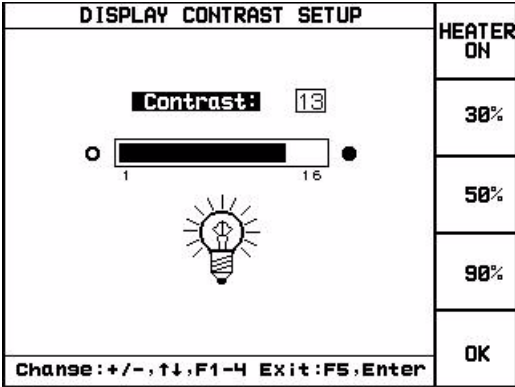 DISPLAY CONTRAST SETUP
Contrast: 13
1 16
Change:+/-,↑↓,F1-4 Exit:F5,Enter
HEATER
ON
30%
50%
90%
OK